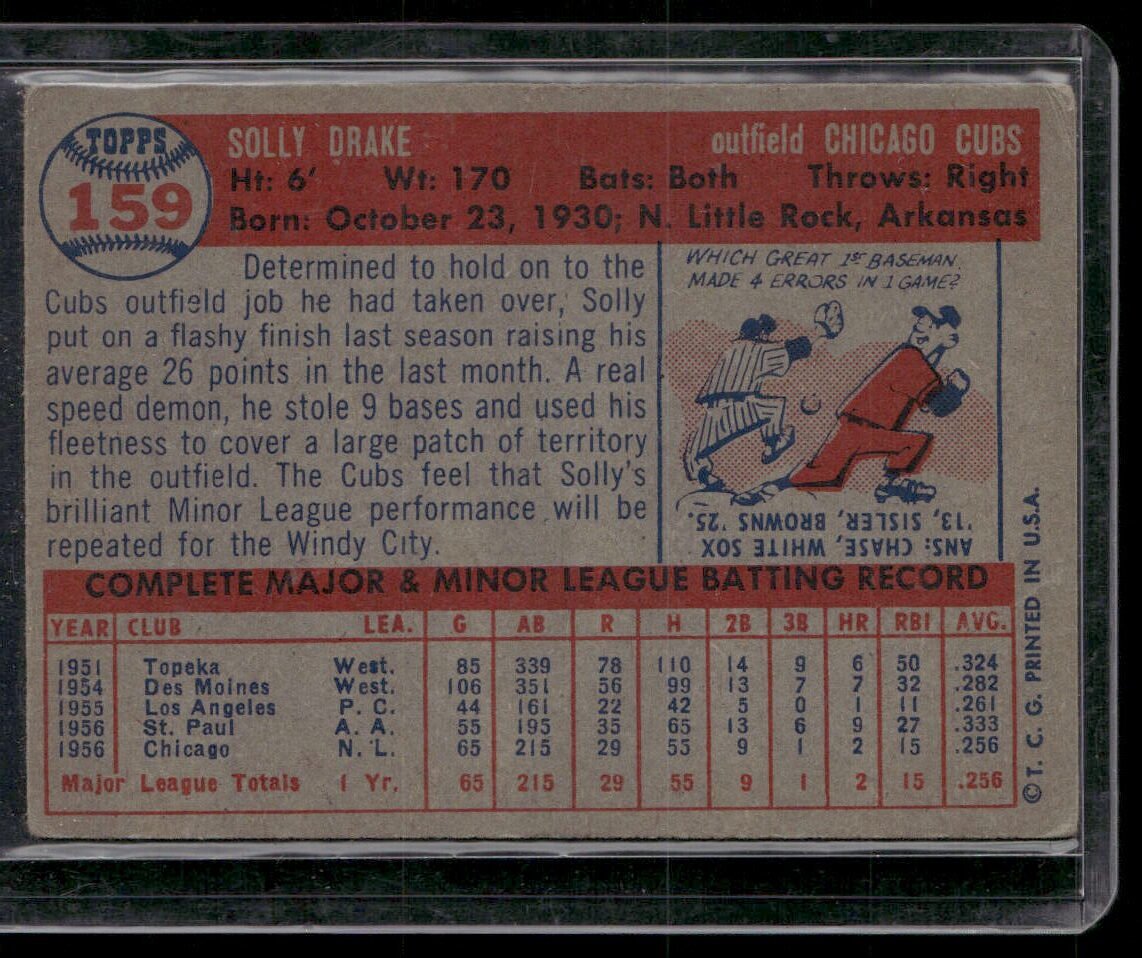 TOPPS
159
SOLLY DRAKE outfield CHICAGO CUBS
Ht: 6' Wt: 170 Bats: Both Throws: Right
Born: October 23, 1930; N. Little Rock, Arkansas
Determined to hold on to the
Cubs outfield job he had taken over, Solly
put on a flashy finish last season raising his
average 26 points in the last month. A real
speed demon, he stole 9 bases and used his
fleetness to cover a large patch of territory
in the outfield. The Cubs feel that Solly's
brilliant Minor League performance will be
repeated for the Windy City.
WHICH GREAT 1ST BASEMAN
MADE 4 ERRORS IN 1 GAME?
ANS: CHASE, WHITE SOX
'13, SISLER, BROWNS '25.
COMPLETE MAJOR & MINOR LEAGUE BATTING RECORD
YEAR CLUB LEA. G AB R H 2B 3B HR RBI AVG.
1951 Topeka West. 85 339 78 110 14 9 6 50 .324
1954 Des Moines West. 106 351 56 99 13 7 7 32 .282
1955 Los Angeles P. C. 44 161 22 42 5 0 1 11 .261
1956 St. Paul A. A. 55 195 35 65 13 6 9 27 .333
1956 Chicago N. L. 65 215 29 55 9 1 2 15 .256
Major League Totals 1 Yr. 65 215 29 55 9 1 2 15 .256
©T. C. G. PRINTED IN U.S.A.